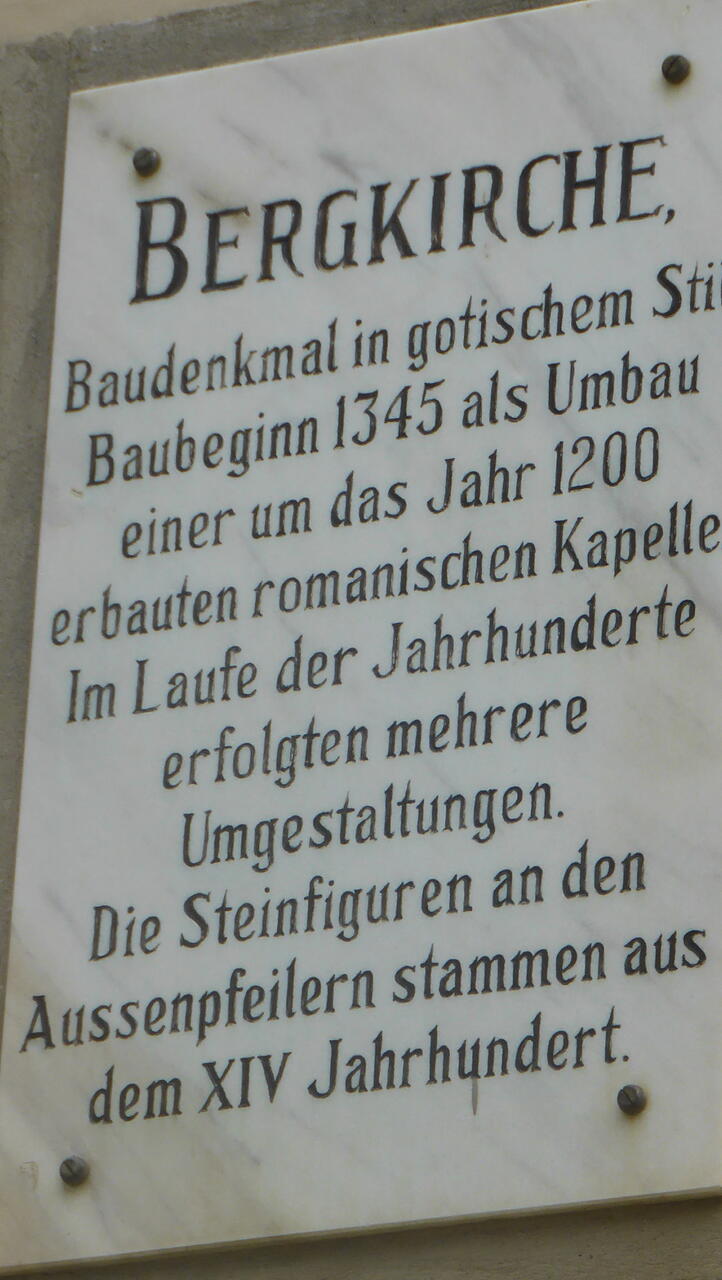 BERGKIRCHE,
Baudenkmal in gotischem Stil
Baubeginn 1345 als Umbau
einer um das Jahr 1200
erbauten romanischen Kapelle
Im Laufe der Jahrhunderte
erfolgten mehrere
Umgestaltungen.
Die Steinfiguren an den
Aussenpfeilern stammen aus
dem XIV Jahrhundert.